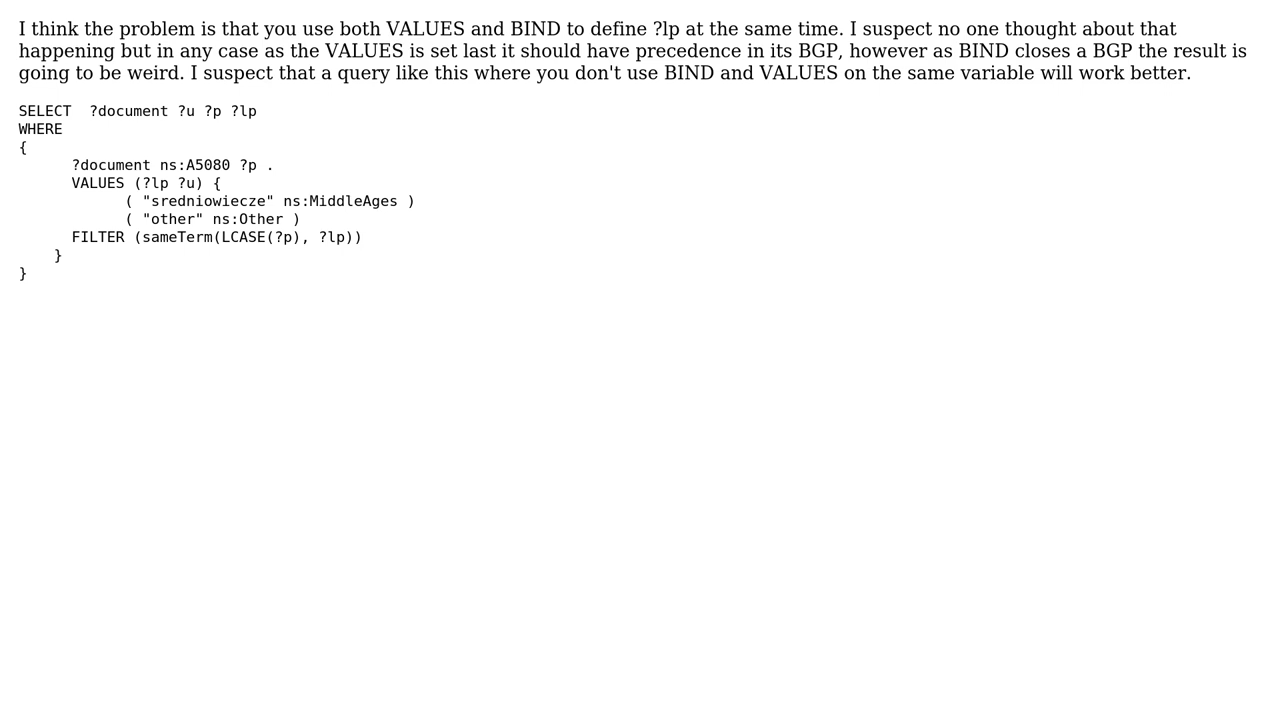 I think the problem is that you use both VALUES and BIND to define ?lp at the same time. I suspect no one thought about that
happening but in any case as the VALUES is set last it should have precedence in its BGP, however as BIND closes a BGP the result is
going to be weird. I suspect that a query like this where you don't use BIND and VALUES on the same variable will work better.
SELECT  ?document ?u ?p ?lp
WHERE
{
      ?document ns:A5080 ?p .
      VALUES (?lp ?u) {
            ( "sredniowiecze" ns:MiddleAges )
            ( "other" ns:Other )
      FILTER (sameTerm(LCASE(?p), ?lp))
    }
}